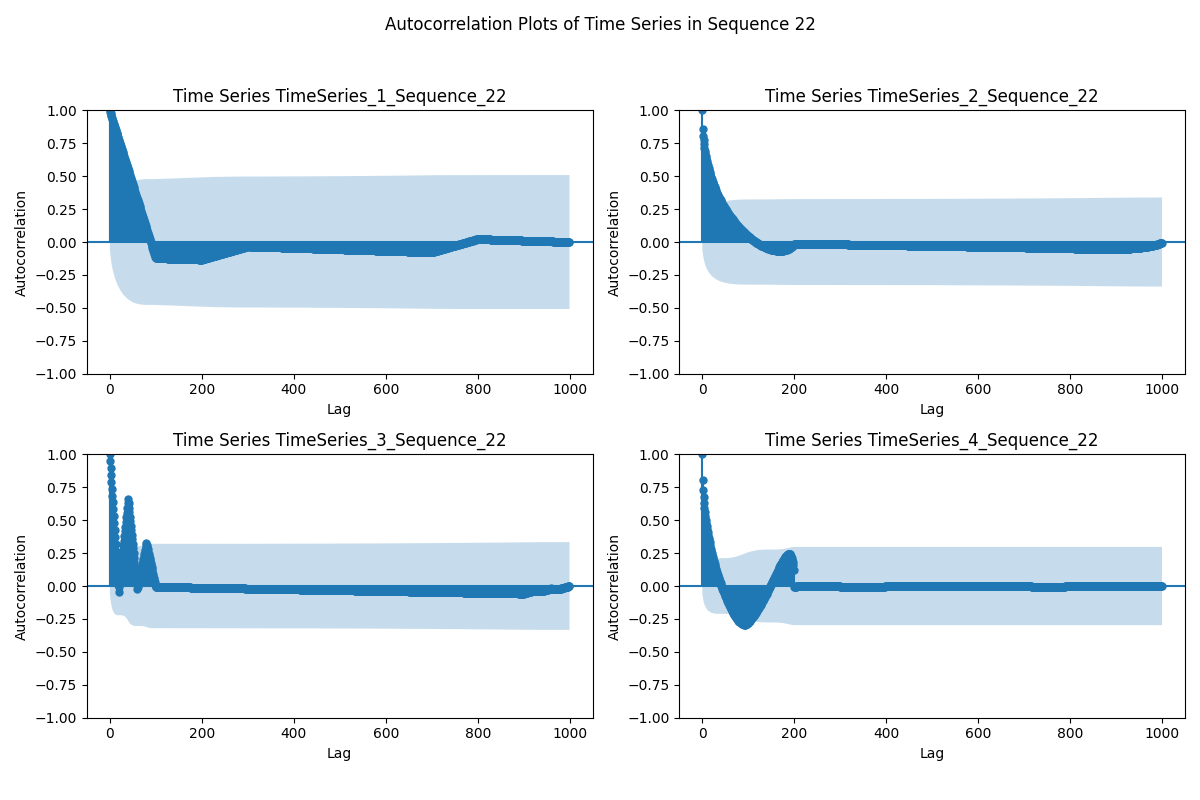 Autocorrelation Plots of Time Series in Sequence 22
Time Series TimeSeries_1_Sequence_22
1.00
0.75
0.50
0.25
0.00
−0.25
−0.50
−0.75
−1.00
Autocorrelation
0 200 400 600 800 1000
Lag
Time Series TimeSeries_2_Sequence_22
1.00
0.75
0.50
0.25
0.00
−0.25
−0.50
−0.75
−1.00
Autocorrelation
0 200 400 600 800 1000
Lag
Time Series TimeSeries_3_Sequence_22
1.00
0.75
0.50
0.25
0.00
−0.25
−0.50
−0.75
−1.00
Autocorrelation
0 200 400 600 800 1000
Lag
Time Series TimeSeries_4_Sequence_22
1.00
0.75
0.50
0.25
0.00
−0.25
−0.50
−0.75
−1.00
Autocorrelation
0 200 400 600 800 1000
Lag